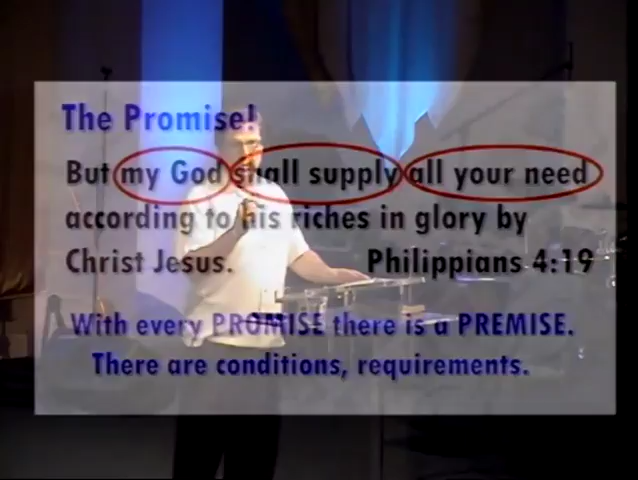 The Promise!
But my God shall supply all your need
according to his riches in glory by
Christ Jesus. Philippians 4:19
With every PROMISE there is a PREMISE.
There are conditions, requirements.